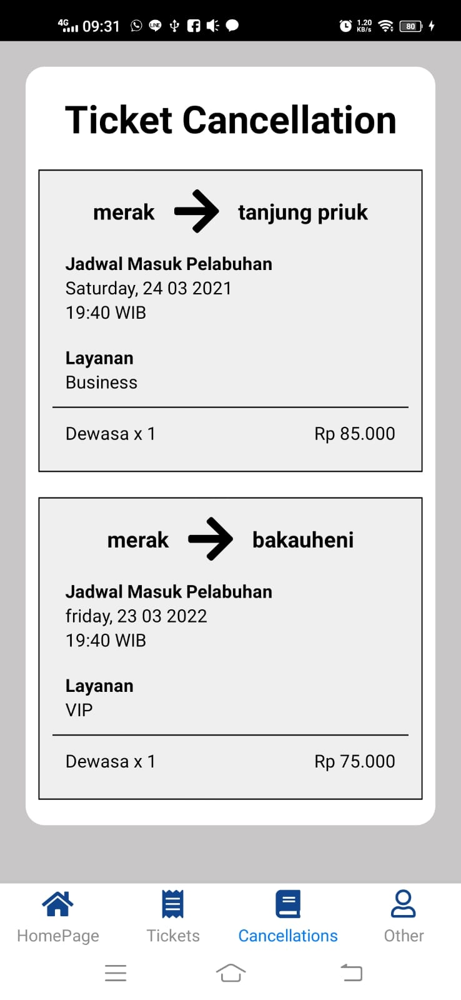 4G 09:31 LINE 1.20 KB/s 80
Ticket Cancellation
merak tanjung priuk
Jadwal Masuk Pelabuhan
Saturday, 24 03 2021
19:40 WIB
Layanan
Business
Dewasa x 1 Rp 85.000
merak bakauheni
Jadwal Masuk Pelabuhan
friday, 23 03 2022
19:40 WIB
Layanan
VIP
Dewasa x 1 Rp 75.000
HomePage Tickets Cancellations Other